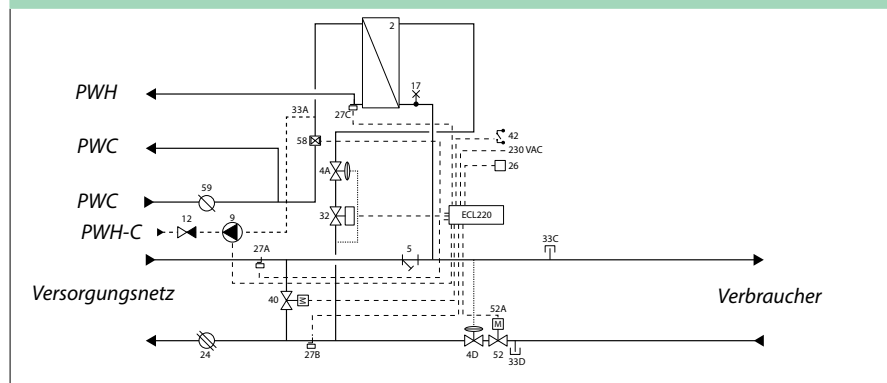 2
PWH
17
33A
27C
42
PWC
58
230 VAC
4A
26
59
PWC
32
ECL220
12
9
PWH-C
33C
27A
5
Versorgungsnetz
40
M
52A
M
Verbraucher
24
27B
4D
52
33D